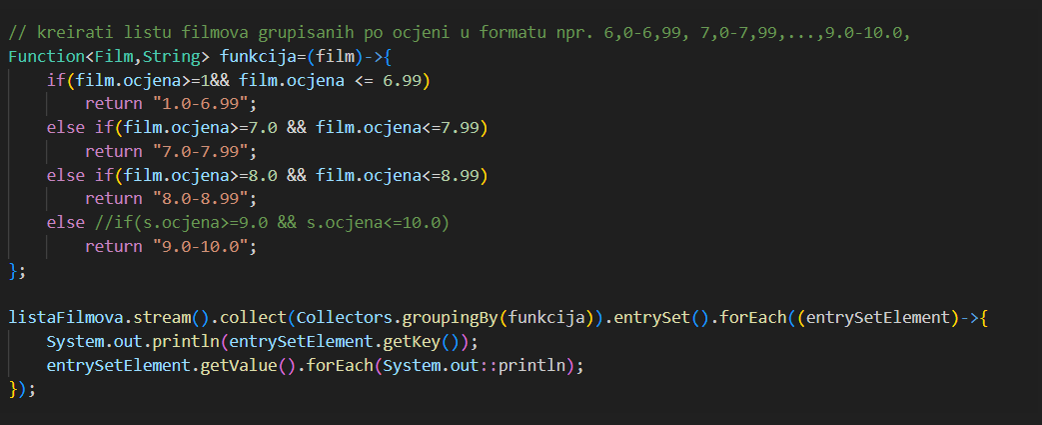 // kreirati listu filmova grupisanih po ocjeni u formatu npr. 6,0-6,99, 7,0-7,99,...,9.0-10.0,
Function<Film,String> funkcija=(film)->{
    if(film.ocjena>=1&& film.ocjena <= 6.99)
        return "1.0-6.99";
    else if(film.ocjena>=7.0 && film.ocjena<=7.99)
        return "7.0-7.99";
    else if(film.ocjena>=8.0 && film.ocjena<=8.99)
        return "8.0-8.99";
    else //if(s.ocjena>=9.0 && s.ocjena<=10.0)
        return "9.0-10.0";
};
listaFilmova.stream().collect(Collectors.groupingBy(funkcija)).entrySet().forEach((entrySetElement)->{
    System.out.println(entrySetElement.getKey());
    entrySetElement.getValue().forEach(System.out::println);
});